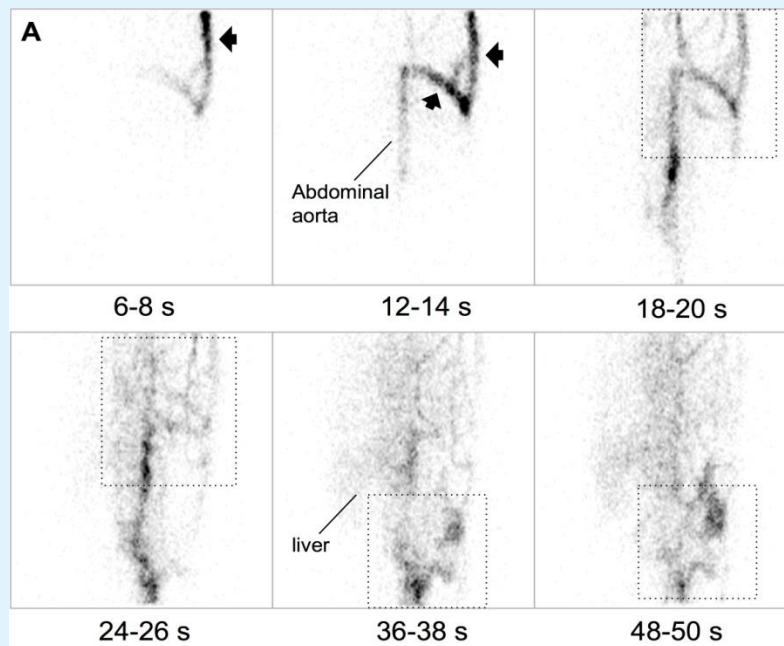 A
Abdominal
aorta
6-8 s
12-14 s
18-20 s
liver
24-26 s
36-38 s
48-50 s